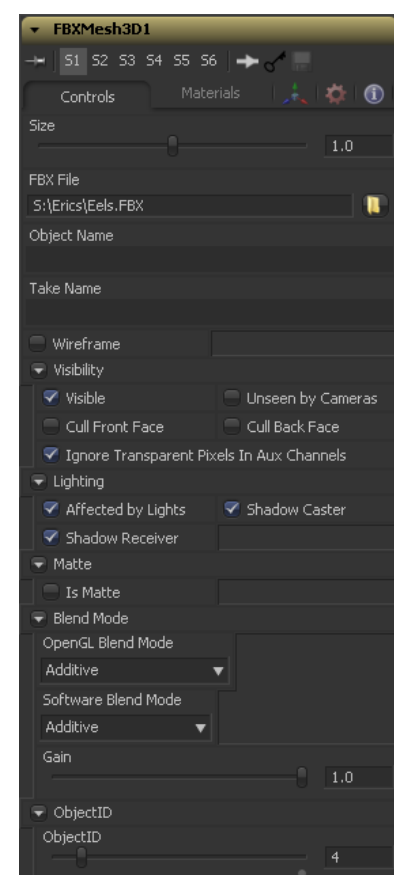 FBXMesh3D1
S1 S2 S3 S4 S5 S6
Controls Materials
Size
1.0
FBX File
S:\Erics\Eels.FBX
Object Name
Take Name
Wireframe
Visibility
Visible Unseen by Cameras
Cull Front Face Cull Back Face
Ignore Transparent Pixels In Aux Channels
Lighting
Affected by Lights Shadow Caster
Shadow Receiver
Matte
Is Matte
Blend Mode
OpenGL Blend Mode
Additive
Software Blend Mode
Additive
Gain
1.0
ObjectID
ObjectID
4